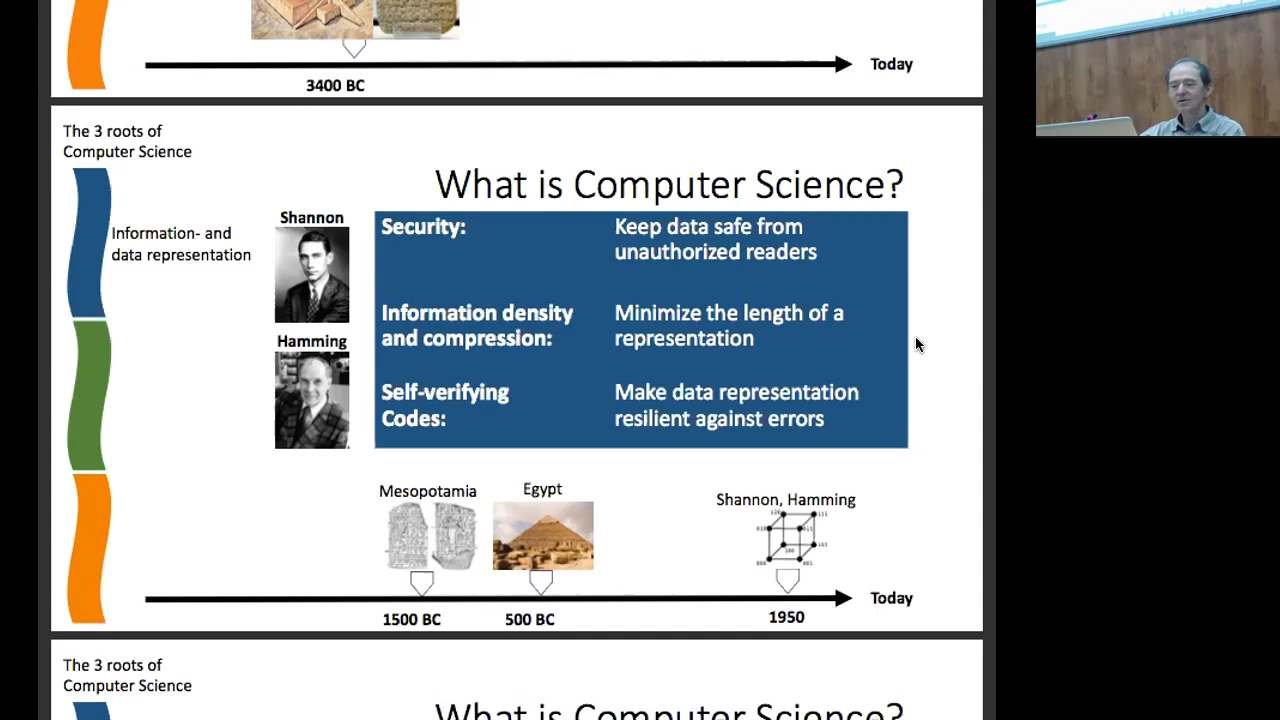 Today
3400 BC
The 3 roots of
Computer Science
What is Computer Science?
Information- and
data representation
Shannon
Hamming
Security:
Keep data safe from
unauthorized readers
Information density
and compression:
Minimize the length of a
representation
Self-verifying
Codes:
Make data representation
resilient against errors
Mesopotamia
Egypt
Shannon, Hamming
100
000
001
Today
1500 BC
500 BC
1950
The 3 roots of
Computer Science
What is Computer Science?